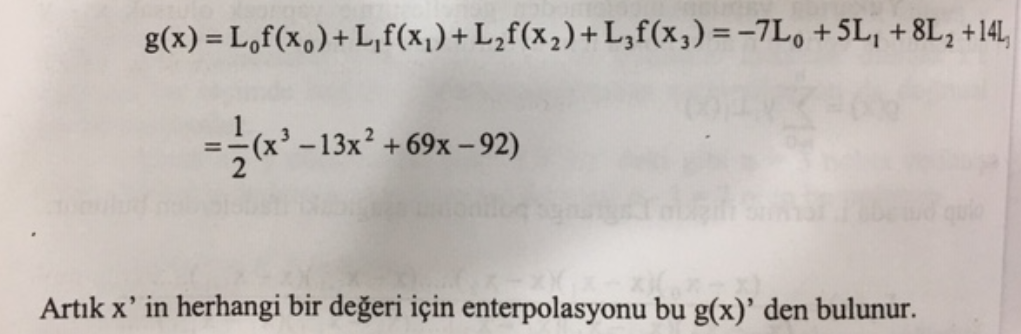 g(x) = L₀f(x₀) + L₁f(x₁) + L₂f(x₂) + L₃f(x₃) = −7L₀ + 5L₁ + 8L₂ + 14L₃
= 1/2 (x³ − 13x² + 69x − 92)
Artık x' in herhangi bir değeri için enterpolasyonu bu g(x)' den bulunur.